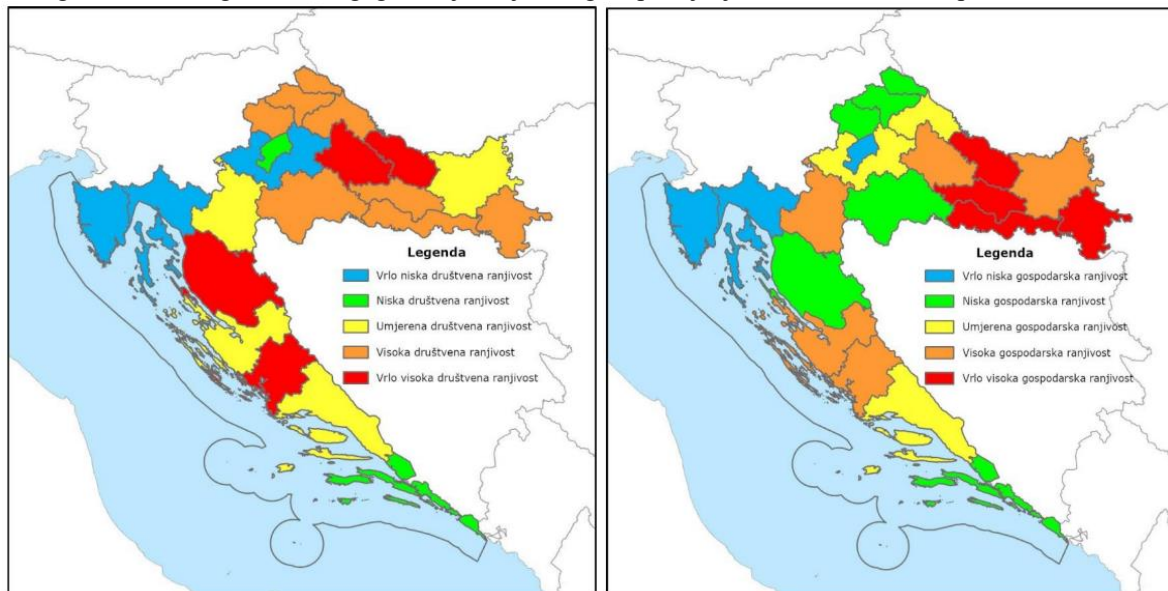 Legenda
Vrlo niska društvena ranjivost
Niska društvena ranjivost
Umjerena društvena ranjivost
Visoka društvena ranjivost
Vrlo visoka društvena ranjivost
Legenda
Vrlo niska gospodarska ranjivost
Niska gospodarska ranjivost
Umjerena gospodarska ranjivost
Visoka gospodarska ranjivost
Vrlo visoka gospodarska ranjivost